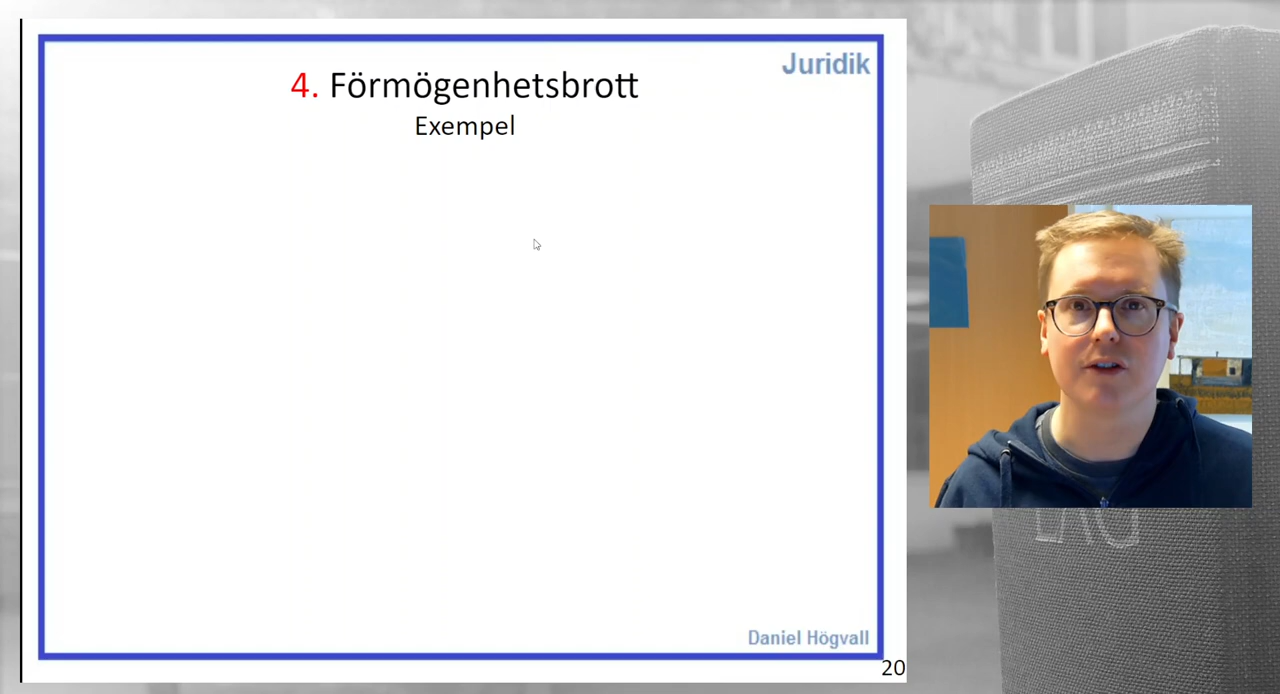 Juridik
4. Förmögenhetsbrott
Exempel
Daniel Högvall
20